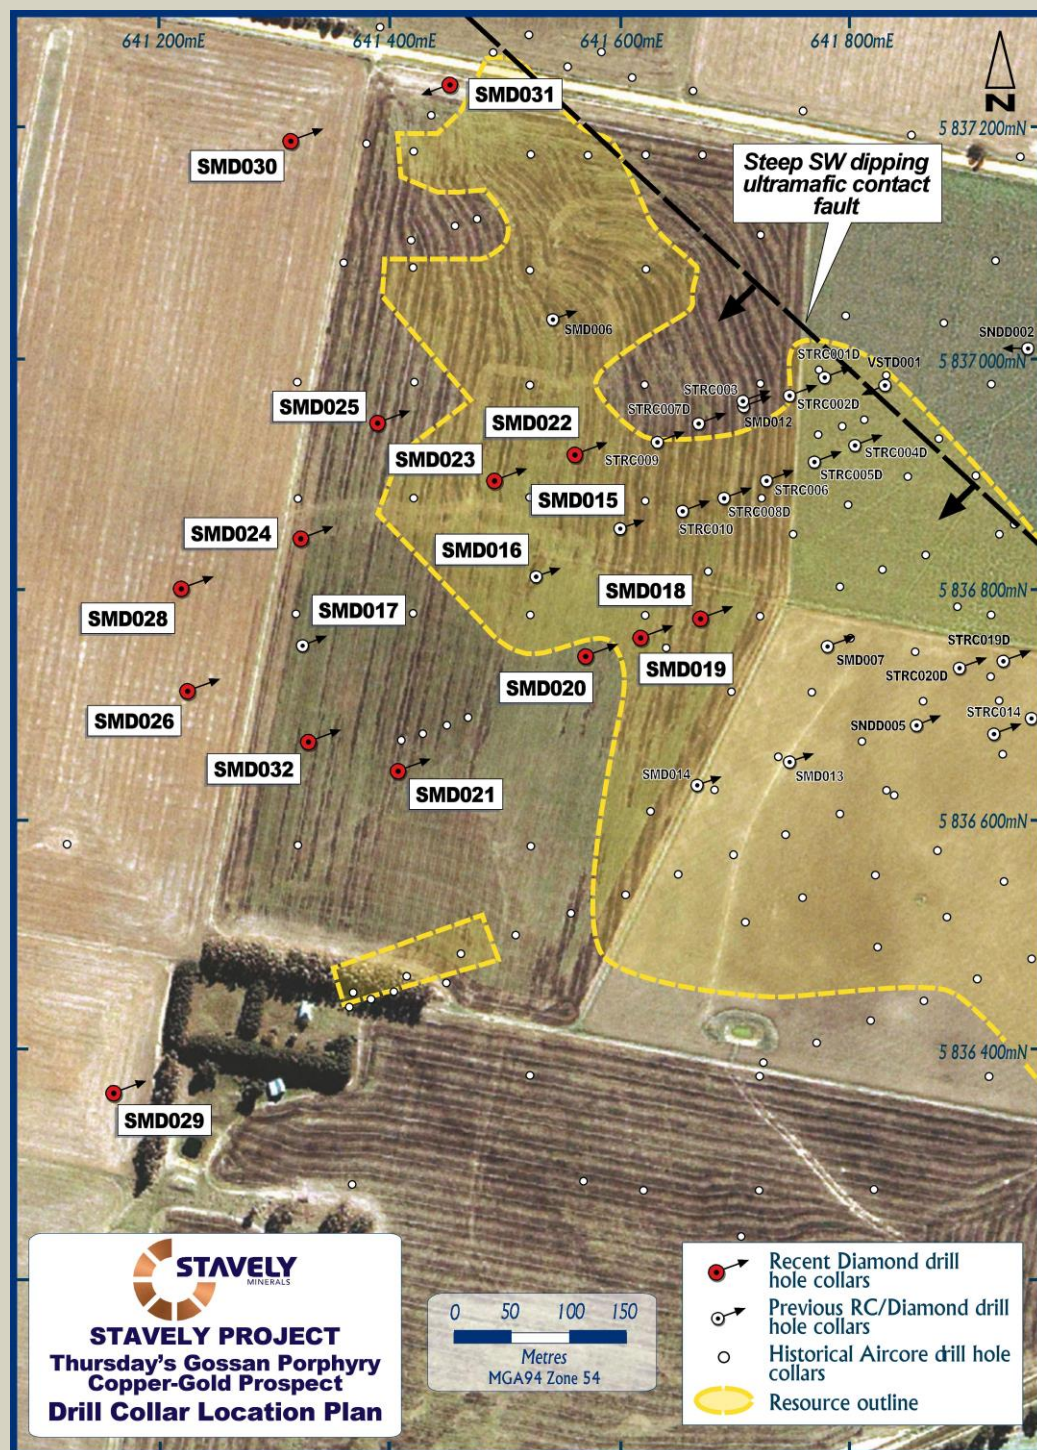 641 200mE
641 400mE
641 600mE
641 800mE
N
5 837 200mN
SMD031
SMD030
Steep SW dipping
ultramafic contact
fault
SMD006
SNDD002
5 837 000mN
STRC001D
VSTD001
STRC003
STRC002D
STRC007D
SMD012
SMD025
SMD022
STRC009
STRC004D
SMD023
STRC005D
STRC006
SMD015
STRC008D
STRC010
SMD024
SMD016
5 836 800mN
SMD028
SMD017
SMD018
STRC019D
SMD007
STRC020D
SMD019
SMD020
SMD026
STRC014
SNDD005
SMD032
SMD013
SMD014
SMD021
5 836 600mN
5 836 400mN
SMD029
STAVELY
MINERALS
STAVELY PROJECT
Thursday's Gossan Porphyry
Copper-Gold Prospect
Drill Collar Location Plan
0 50 100 150
Metres
MGA94 Zone 54
Recent Diamond drill
hole collars
Previous RC/Diamond drill
hole collars
Historical Aircore drill hole
collars
Resource outline